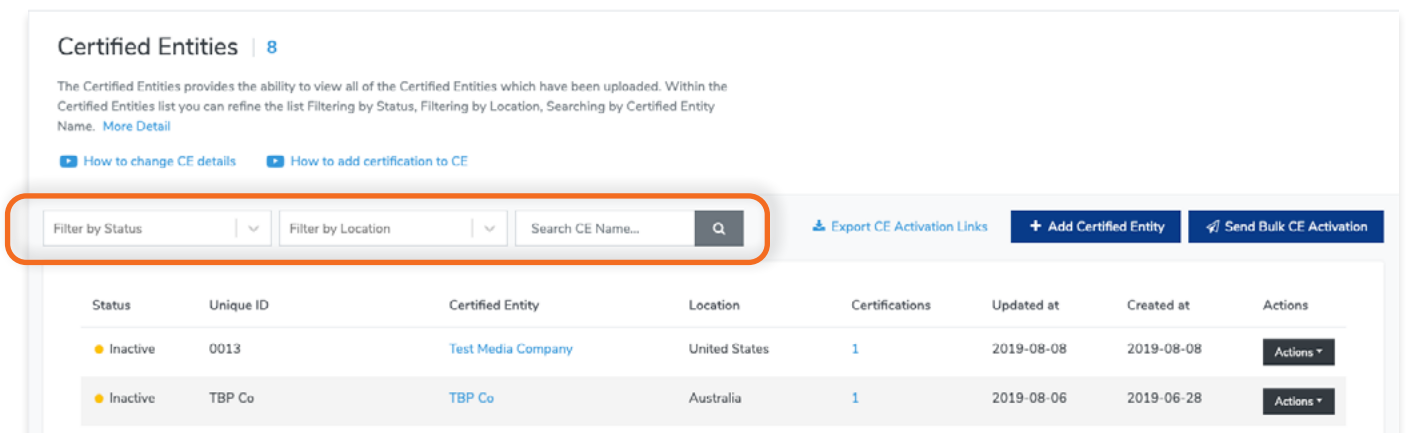 Certified Entities | 8
The Certified Entities provides the ability to view all of the Certified Entities which have been uploaded. Within the
Certified Entities list you can refine the list Filtering by Status, Filtering by Location, Searching by Certified Entity
Name. More Detail
How to change CE details How to add certification to CE
Filter by Status Filter by Location Search CE Name... Export CE Activation Links + Add Certified Entity Send Bulk CE Activation
Status Unique ID Certified Entity Location Certifications Updated at Created at Actions
Inactive 0013 Test Media Company United States 1 2019-08-08 2019-08-08 Actions
Inactive TBP Co TBP Co Australia 1 2019-08-06 2019-06-28 Actions